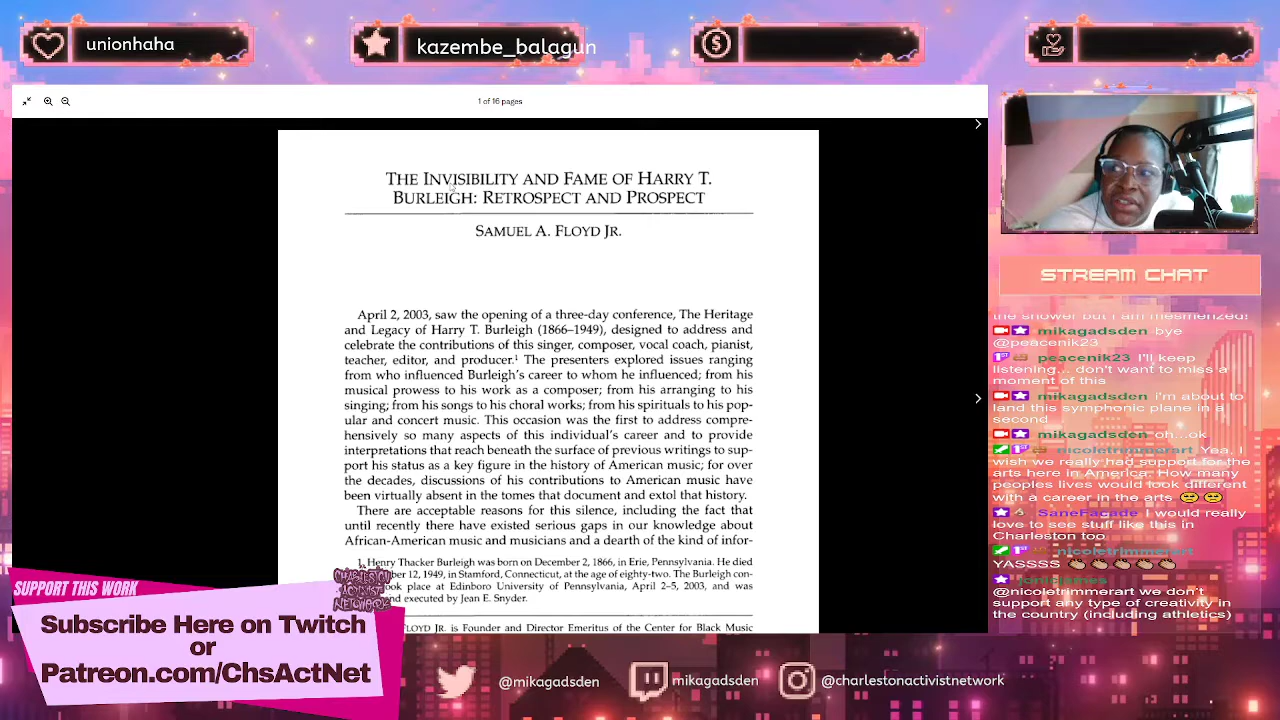 unionhaha
kazembe_balagun
1 of 16 pages
THE INVISIBILITY AND FAME OF HARRY T.
BURLEIGH: RETROSPECT AND PROSPECT
SAMUEL A. FLOYD JR.
April 2, 2003, saw the opening of a three-day conference, The Heritage
and Legacy of Harry T. Burleigh (1866–1949), designed to address and
celebrate the contributions of this singer, composer, vocal coach, pianist,
teacher, editor, and producer.¹ The presenters explored issues ranging
from who influenced Burleigh's career to whom he influenced; from his
musical prowess to his work as a composer; from his arranging to his
singing; from his songs to his choral works; from his spirituals to his pop-
ular and concert music. This occasion was the first to address compre-
hensively so many aspects of this individual's career and to provide
interpretations that reach beneath the surface of previous writings to sup-
port his status as a key figure in the history of American music; for over
the decades, discussions of his contributions to American music have
been virtually absent in the tomes that document and extol that history.
There are acceptable reasons for this silence, including the fact that
until recently there have existed serious gaps in our knowledge about
African-American music and musicians and a dearth of the kind of infor-
1. Henry Thacker Burleigh was born on December 2, 1866, in Erie, Pennsylvania. He died
ber 12, 1949, in Stamford, Connecticut, at the age of eighty-two. The Burleigh con-
ook place at Edinboro University of Pennsylvania, April 2–5, 2003, and was
and executed by Jean E. Snyder.
FLOYD JR. is Founder and Director Emeritus of the Center for Black Music
STREAM CHAT
the shower but I am mesmerized!
mikagadsden bye
@peacenik23
peacenik23 I'll keep
listening... don't want to miss a
moment of this
mikagadsden i'm about to
land this symphonic plane in a
second
mikagadsden oh...ok
nicoletrimmerart Yea, I
wish we really had support for the
arts here in America. How many
peoples lives would look different
with a career in the arts 😒 😒
SaneFacade I would really
love to see stuff like this in
Charleston too
nicoletrimmerart
YASSSS 👏 👏 👏 👏 👏
@nicoletrimmerart we don't
support any type of creativity in
the country (including athletics)
SUPPORT THIS WORK
CHARLESTON
ACTIVIST
NETWORK
Subscribe Here on Twitch
or
Patreon.com/ChsActNet
@mikagadsden
mikagadsden
@charlestonactivistnetwork